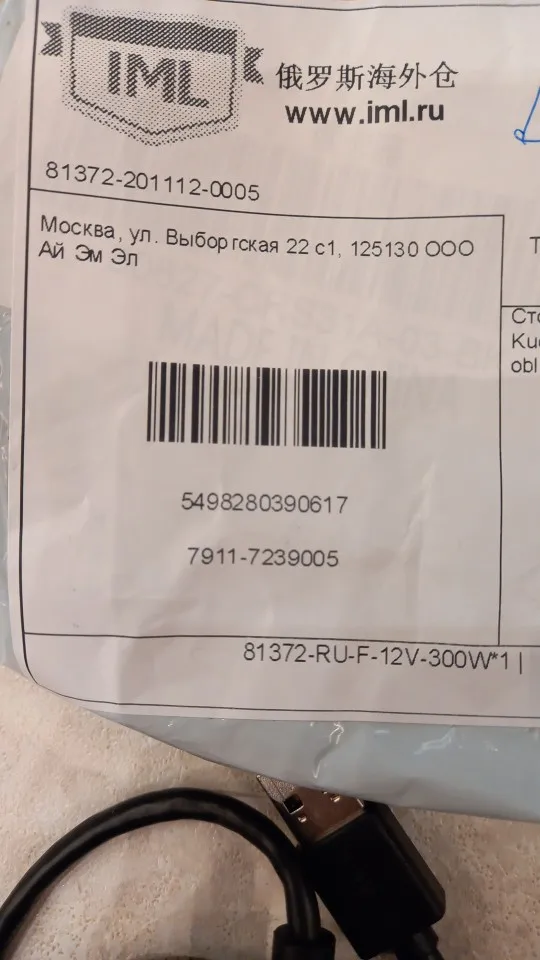 IML
俄罗斯海外仓
www.iml.ru
81372-201112-0005
Москва, ул. Выборгская 22 с1, 125130 ООО
Ай Эм Эл
5498280390617
7911-7239005
81372-RU-F-12V-300W*1 |